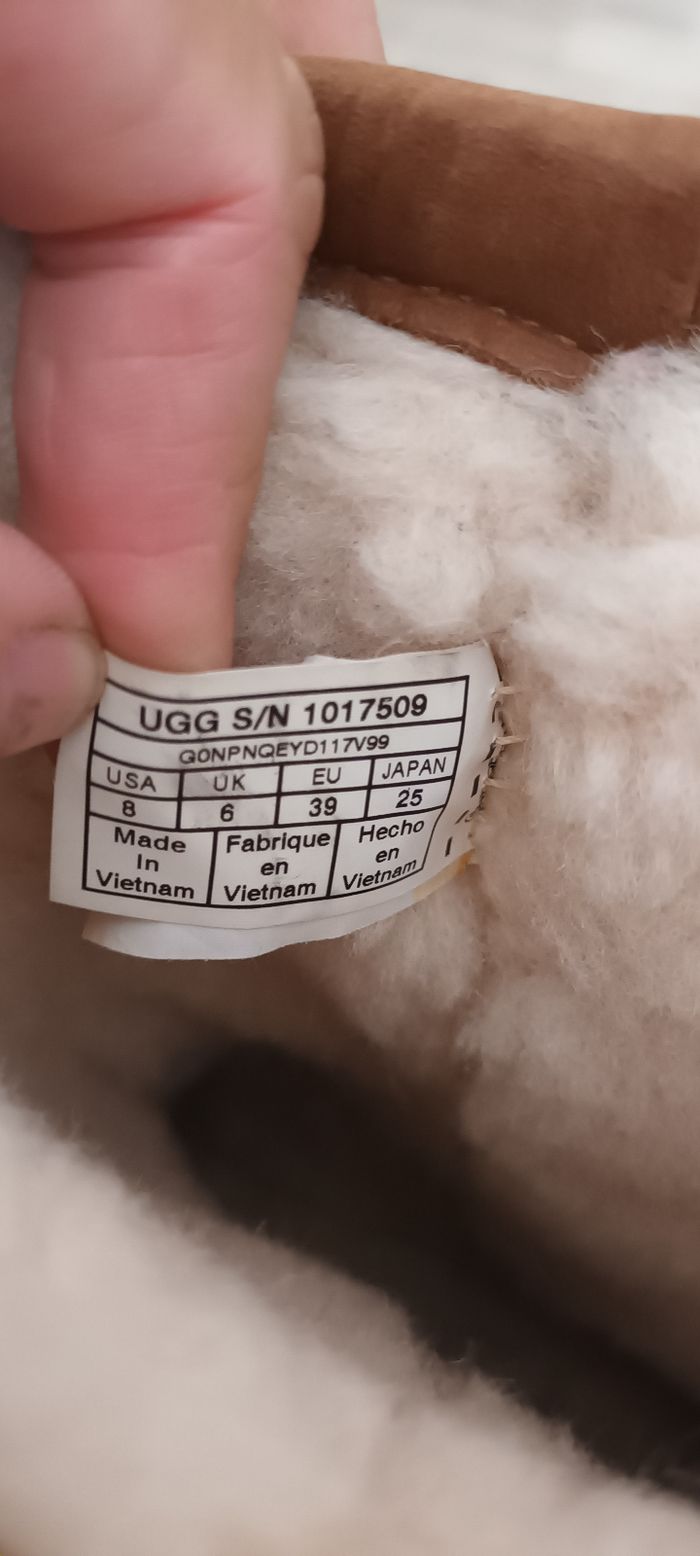 UGG S/N 1017509
G0NPNQEYD117V99
USA UK EU JAPAN
8 6 39 25
Made Fabrique Hecho
In en en
Vietnam Vietnam Vietnam